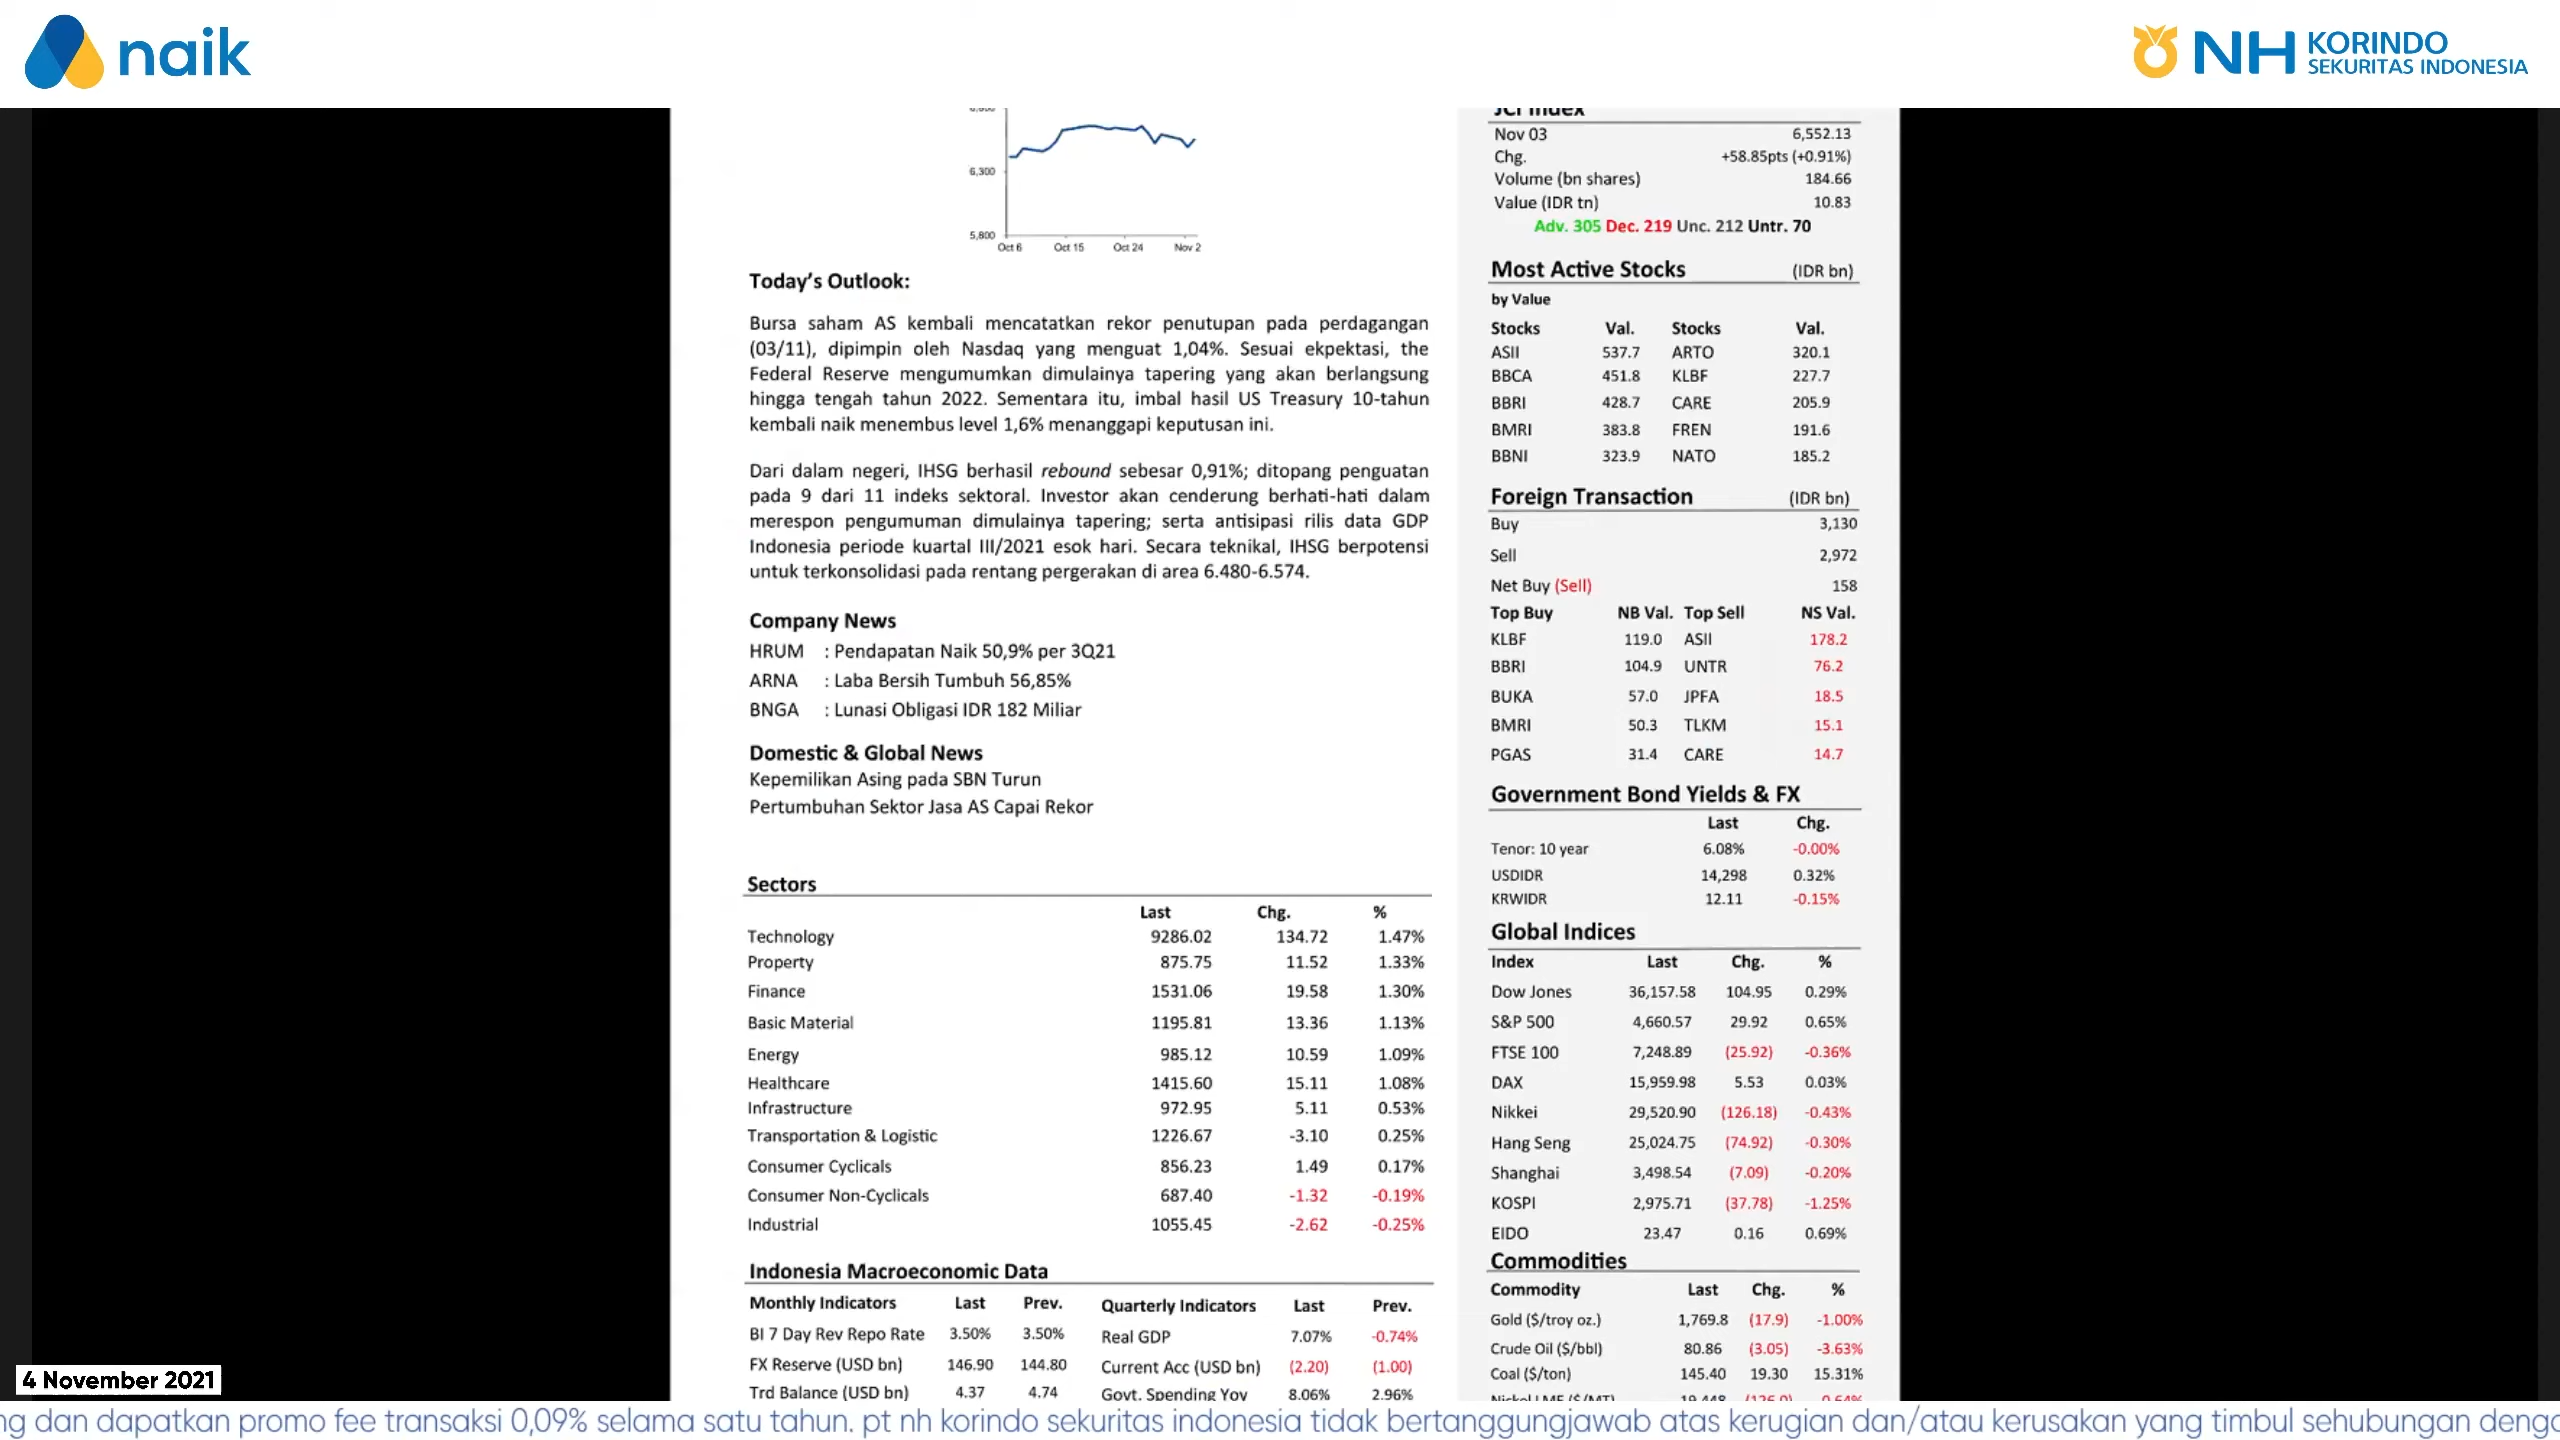 naik
NH KORINDO
SEKURITAS INDONESIA
6,300
5,800
Oct 6 Oct 15 Oct 24 Nov 2
Today's Outlook:
Bursa saham AS kembali mencatatkan rekor penutupan pada perdagangan
(03/11), dipimpin oleh Nasdaq yang menguat 1,04%. Sesuai ekpektasi, the
Federal Reserve mengumumkan dimulainya tapering yang akan berlangsung
hingga tengah tahun 2022. Sementara itu, imbal hasil US Treasury 10-tahun
kembali naik menembus level 1,6% menanggapi keputusan ini.
Dari dalam negeri, IHSG berhasil rebound sebesar 0,91%; ditopang penguatan
pada 9 dari 11 indeks sektoral. Investor akan cenderung berhati-hati dalam
merespon pengumuman dimulainya tapering; serta antisipasi rilis data GDP
Indonesia periode kuartal III/2021 esok hari. Secara teknikal, IHSG berpotensi
untuk terkonsolidasi pada rentang pergerakan di area 6.480-6.574.
Company News
HRUM : Pendapatan Naik 50,9% per 3Q21
ARNA : Laba Bersih Tumbuh 56,85%
BNGA : Lunasi Obligasi IDR 182 Miliar
Domestic & Global News
Kepemilikan Asing pada SBN Turun
Pertumbuhan Sektor Jasa AS Capai Rekor
Sectors
Last Chg. %
Technology 9286.02 134.72 1.47%
Property 875.75 11.52 1.33%
Finance 1531.06 19.58 1.30%
Basic Material 1195.81 13.36 1.13%
Energy 985.12 10.59 1.09%
Healthcare 1415.60 15.11 1.08%
Infrastructure 972.95 5.11 0.53%
Transportation & Logistic 1226.67 -3.10 0.25%
Consumer Cyclicals 856.23 1.49 0.17%
Consumer Non-Cyclicals 687.40 -1.32 -0.19%
Industrial 1055.45 -2.62 -0.25%
Indonesia Macroeconomic Data
Monthly Indicators Last Prev. Quarterly Indicators Last Prev.
BI 7 Day Rev Repo Rate 3.50% 3.50% Real GDP 7.07% -0.74%
FX Reserve (USD bn) 146.90 144.80 Current Acc (USD bn) (2.20) (1.00)
Trd Balance (USD bn) 4.37 4.74 Govt. Spending Yoy 8.06% 2.96%
JCI Index
Nov 03 6,552.13
Chg. +58.85pts (+0.91%)
Volume (bn shares) 184.66
Value (IDR tn) 10.83
Adv. 305 Dec. 219 Unc. 212 Untr. 70
Most Active Stocks (IDR bn)
by Value
Stocks Val. Stocks Val.
ASII 537.7 ARTO 320.1
BBCA 451.8 KLBF 227.7
BBRI 428.7 CARE 205.9
BMRI 383.8 FREN 191.6
BBNI 323.9 NATO 185.2
Foreign Transaction (IDR bn)
Buy 3,130
Sell 2,972
Net Buy (Sell) 158
Top Buy NB Val. Top Sell NS Val.
KLBF 119.0 ASII 178.2
BBRI 104.9 UNTR 76.2
BUKA 57.0 JPFA 18.5
BMRI 50.3 TLKM 15.1
PGAS 31.4 CARE 14.7
Government Bond Yields & FX
Last Chg.
Tenor: 10 year 6.08% -0.00%
USDIDR 14,298 0.32%
KRWIDR 12.11 -0.15%
Global Indices
Index Last Chg. %
Dow Jones 36,157.58 104.95 0.29%
S&P 500 4,660.57 29.92 0.65%
FTSE 100 7,248.89 (25.92) -0.36%
DAX 15,959.98 5.53 0.03%
Nikkei 29,520.90 (126.18) -0.43%
Hang Seng 25,024.75 (74.92) -0.30%
Shanghai 3,498.54 (7.09) -0.20%
KOSPI 2,975.71 (37.78) -1.25%
EIDO 23.47 0.16 0.69%
Commodities
Commodity Last Chg. %
Gold ($/troy oz.) 1,769.8 (17.9) -1.00%
Crude Oil ($/bbl) 80.86 (3.05) -3.63%
Coal ($/ton) 145.40 19.30 15.31%
4 November 2021
ng dan dapatkan promo fee transaksi 0,09% selama satu tahun. pt nh korindo sekuritas indonesia tidak bertanggungjawab atas kerugian dan/atau kerusakan yang timbul sehubungan denga